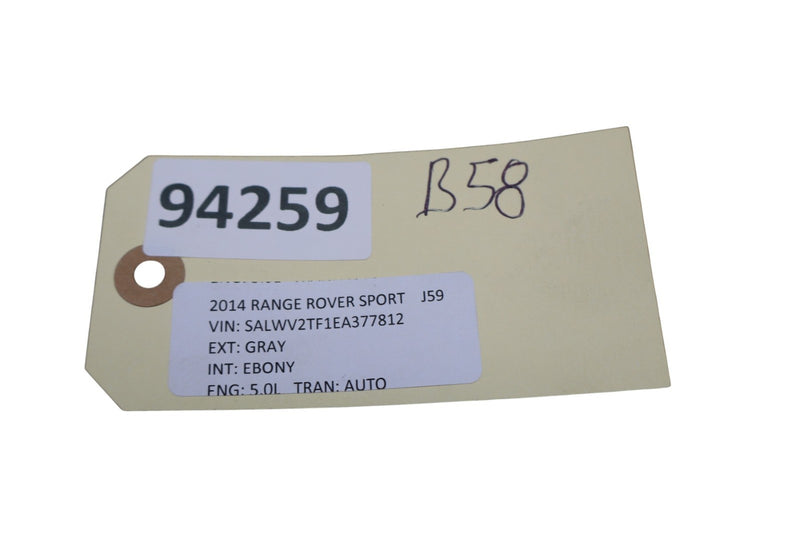 94259
B58
2014 RANGE ROVER SPORT J59
VIN: SALWV2TF1EA377812
EXT: GRAY
INT: EBONY
ENG: 5.0L TRAN: AUTO